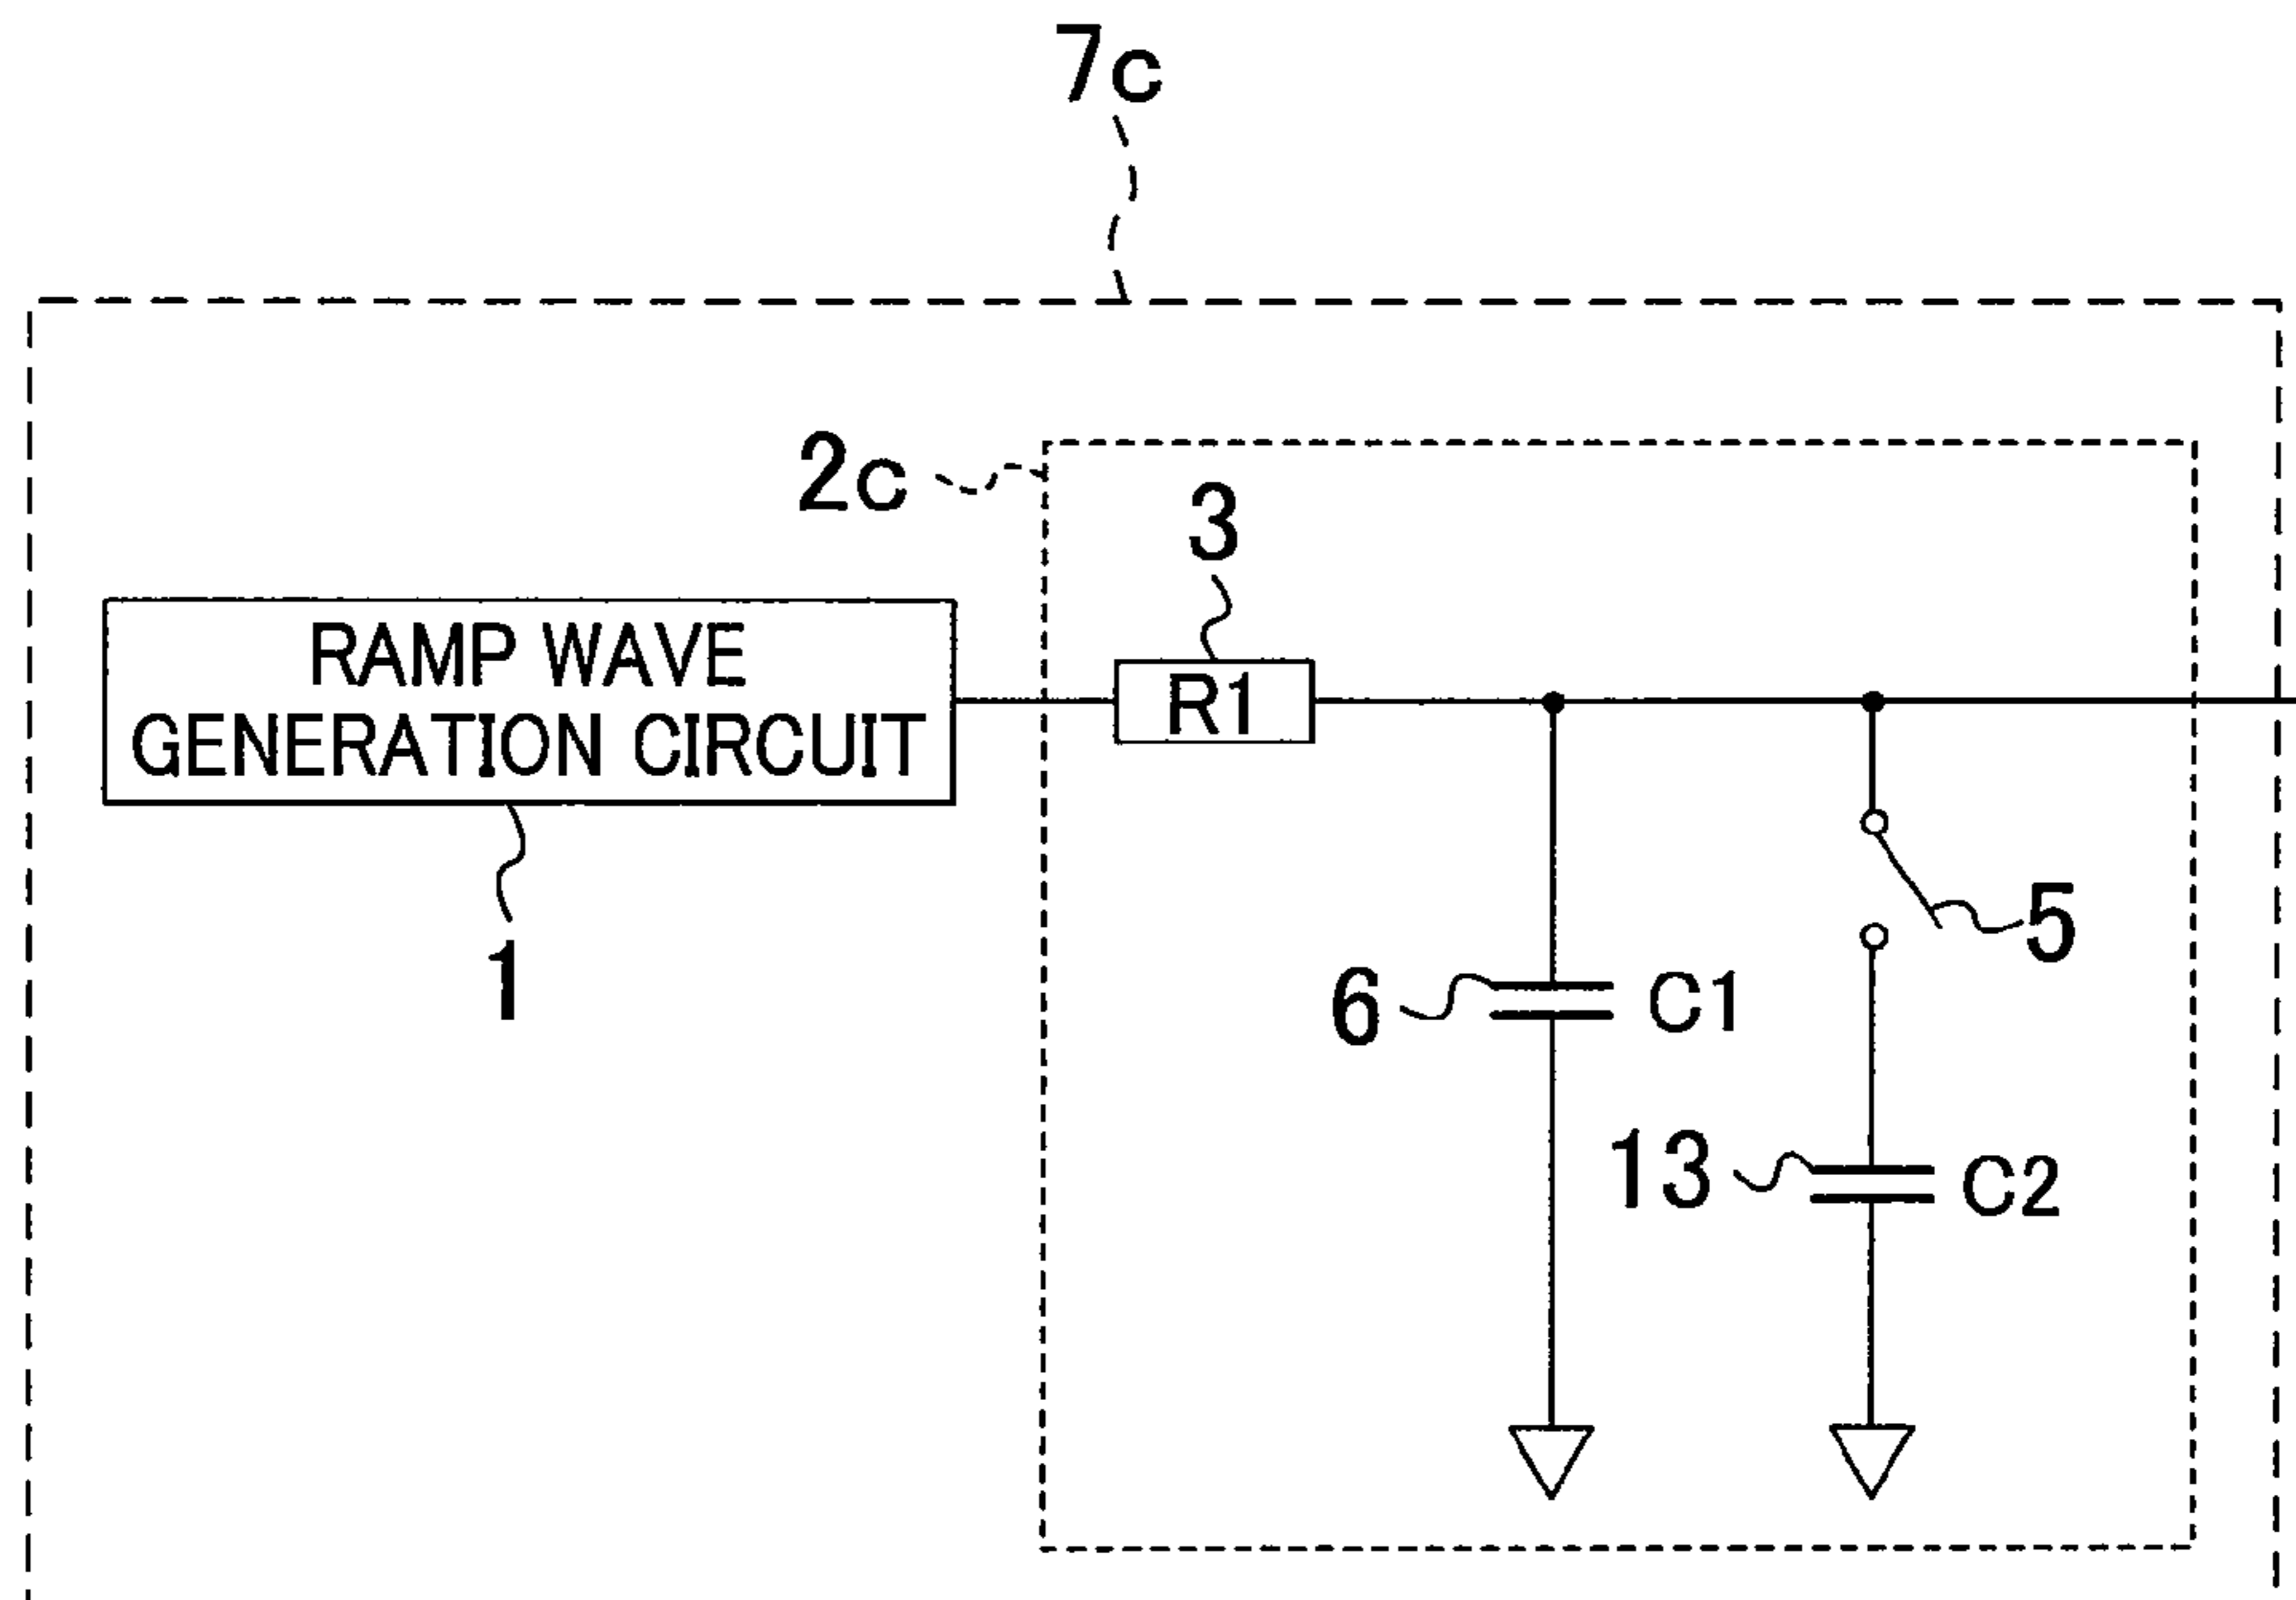 7c
2c
3
RAMP WAVE
GENERATION CIRCUIT
R1
1
5
6
C1
13
C2